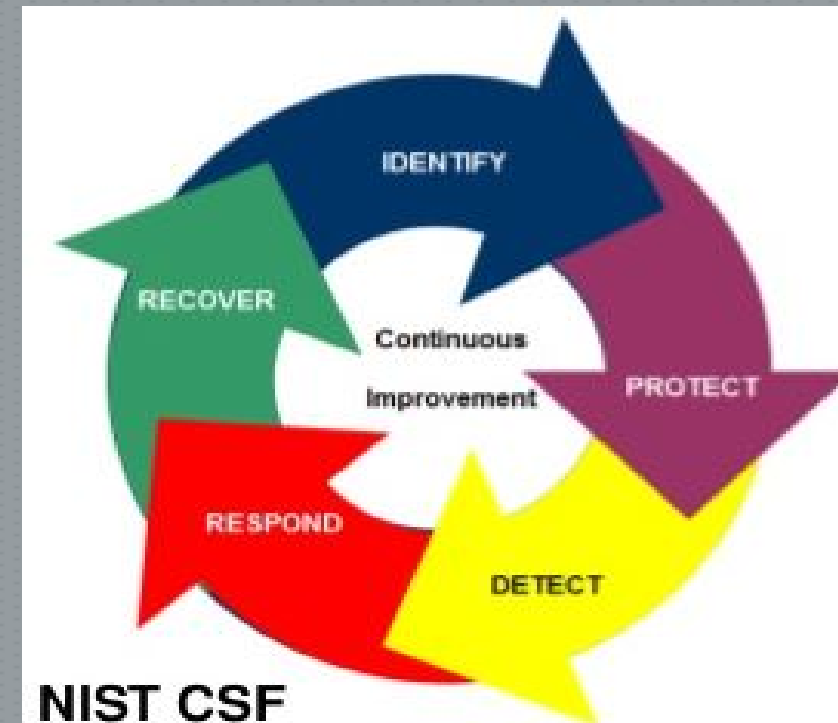 IDENTIFY
PROTECT
DETECT
RESPOND
RECOVER
Continuous
Improvement
NIST CSF